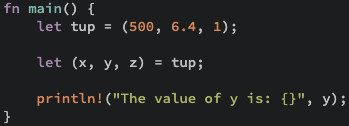 fn main() {
    let tup = (500, 6.4, 1);

    let (x, y, z) = tup;

    println!("The value of y is: {}", y);
}